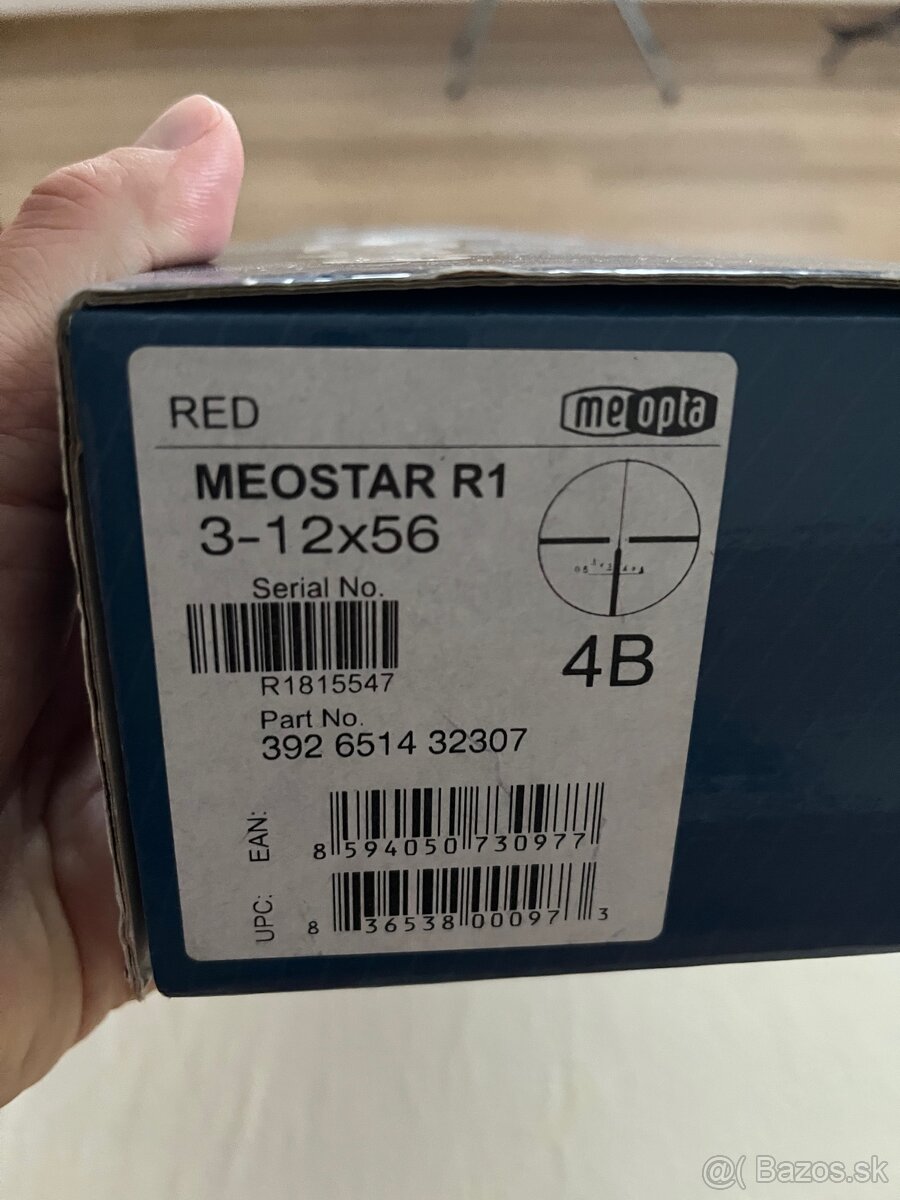 RED
meopta
MEOSTAR R1
3-12x56
Serial No.
R1815547
4B
Part No.
392 6514 32307
EAN:
8 594050 730977
UPC:
8 36538 00097 3
@( Bazos.sk